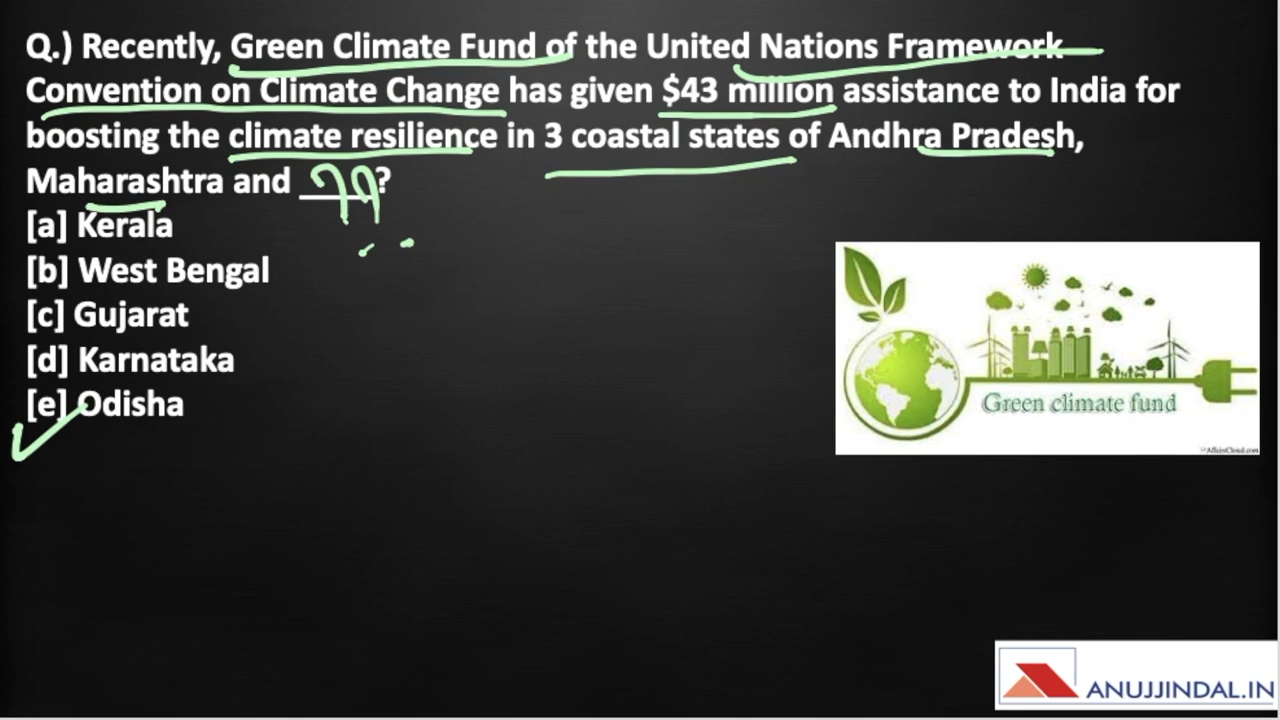 Q.) Recently, Green Climate Fund of the United Nations Framework
Convention on Climate Change has given $43 million assistance to India for
boosting the climate resilience in 3 coastal states of Andhra Pradesh,
Maharashtra and ____???
[a] Kerala
[b] West Bengal
[c] Gujarat
[d] Karnataka
[e] Odisha
Green climate fund
AffairsCloud.com
ANUJJINDAL.IN